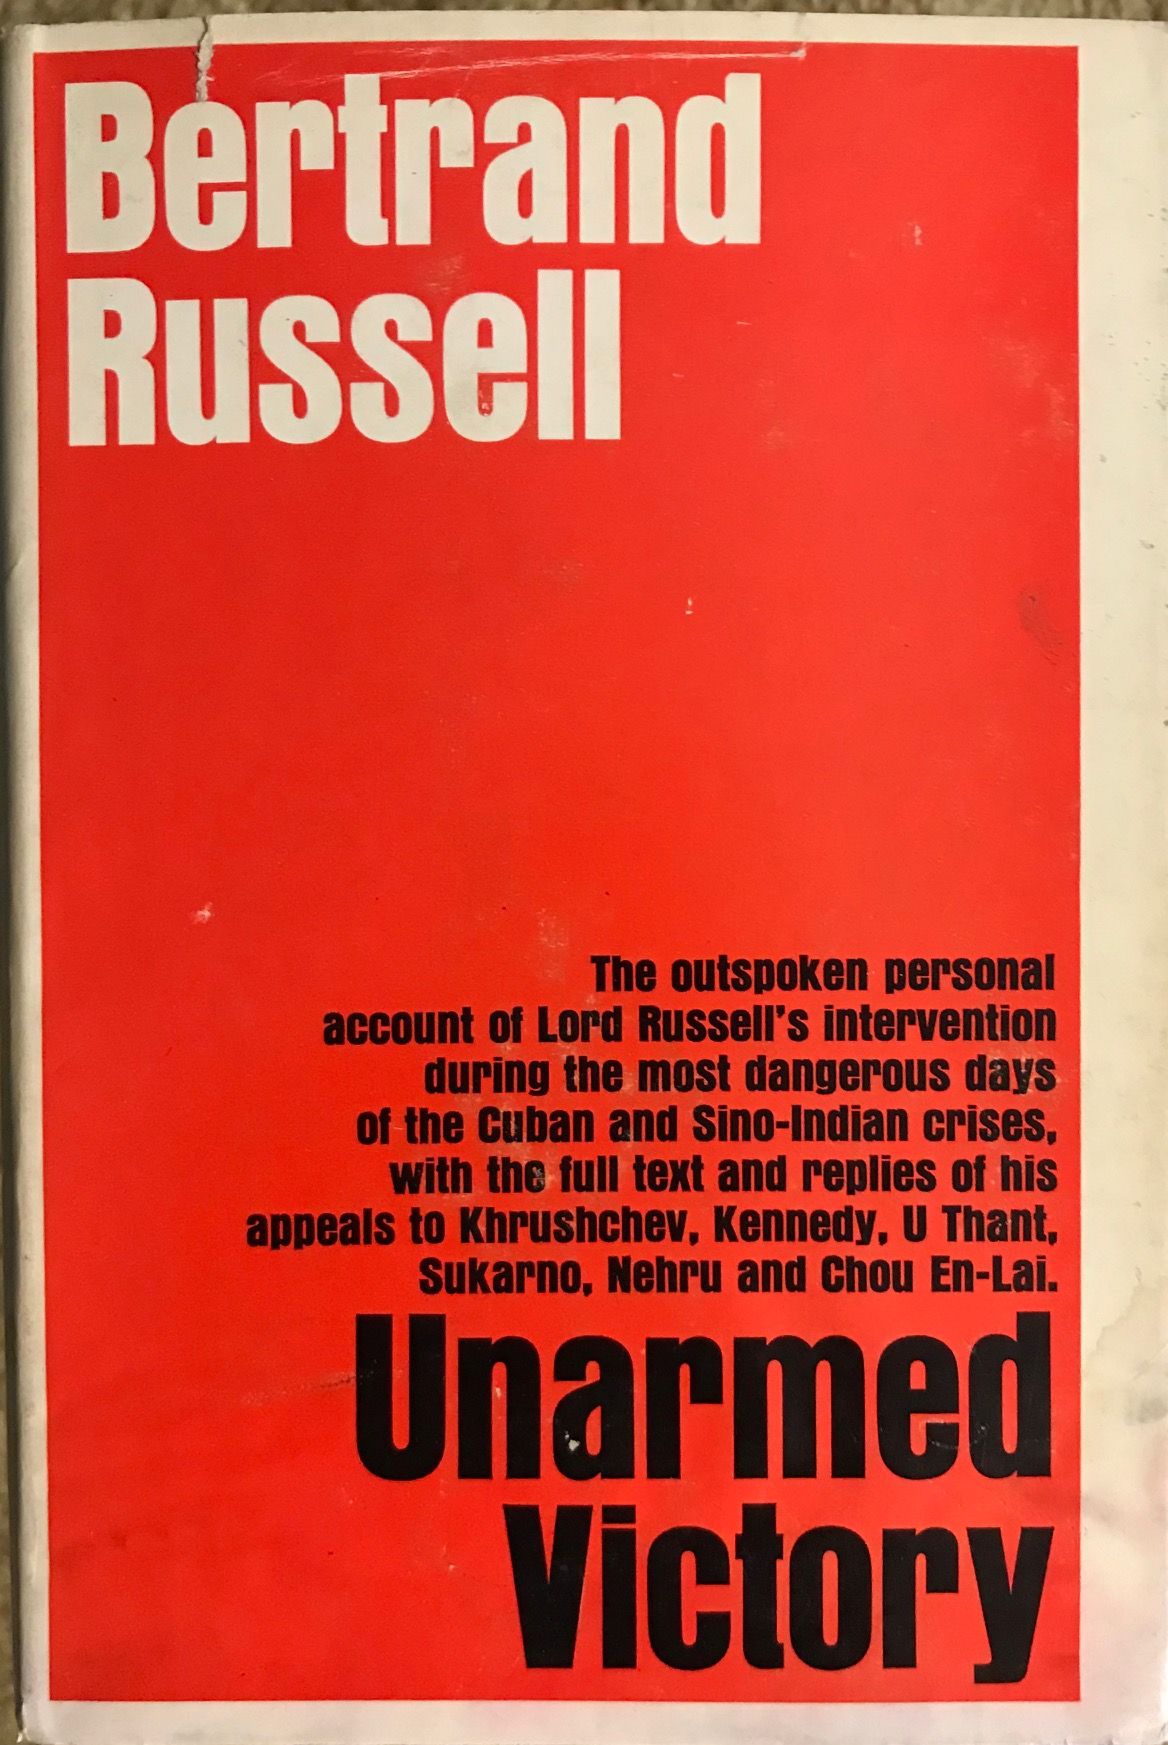 Bertrand
Russell
The outspoken personal
account of Lord Russell's intervention
during the most dangerous days
of the Cuban and Sino-Indian crises,
with the full text and replies of his
appeals to Khrushchev, Kennedy, U Thant,
Sukarno, Nehru and Chou En-Lai.
Unarmed
Victory